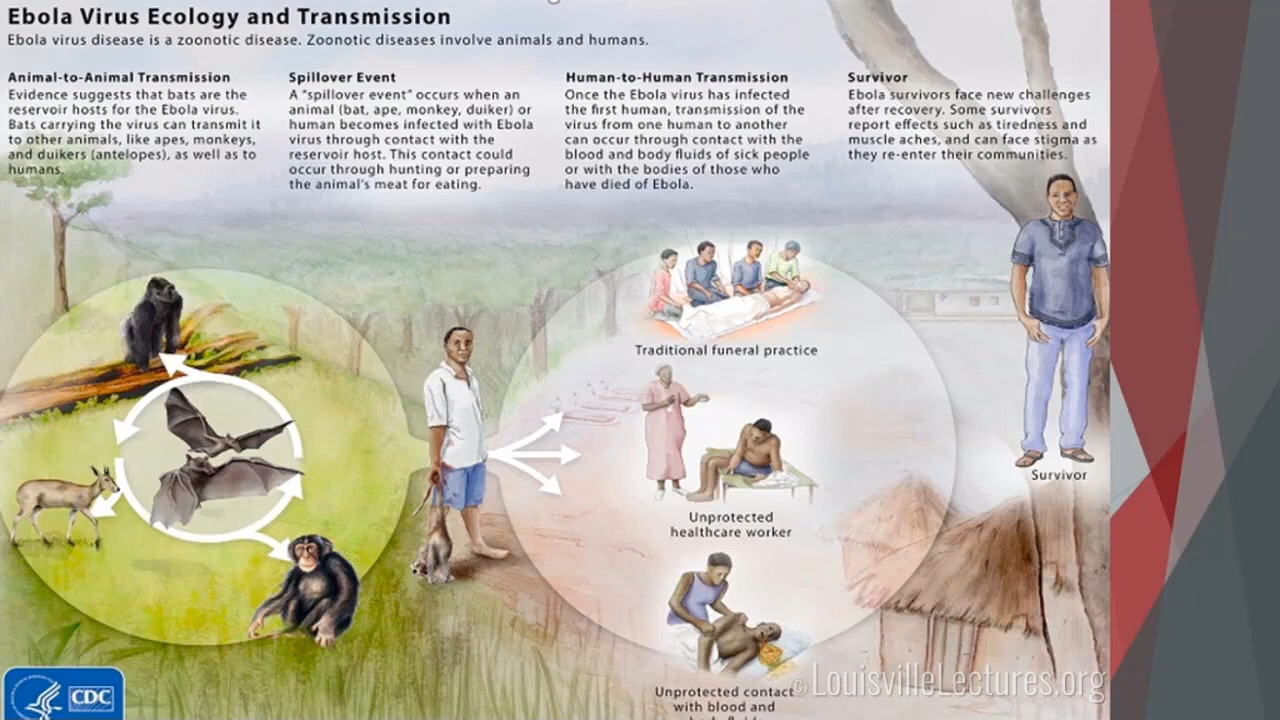 Ebola Virus Ecology and Transmission
Ebola virus disease is a zoonotic disease. Zoonotic diseases involve animals and humans.
Animal-to-Animal Transmission
Evidence suggests that bats are the
reservoir hosts for the Ebola virus.
Bats carrying the virus can transmit it
to other animals, like apes, monkeys,
and duikers (antelopes), as well as to
humans.
Spillover Event
A “spillover event” occurs when an
animal (bat, ape, monkey, duiker) or
human becomes infected with Ebola
virus through contact with the
reservoir host. This contact could
occur through hunting or preparing
the animal’s meat for eating.
Human-to-Human Transmission
Once the Ebola virus has infected
the first human, transmission of the
virus from one human to another
can occur through contact with the
blood and body fluids of sick people
or with the bodies of those who
have died of Ebola.
Survivor
Ebola survivors face new challenges
after recovery. Some survivors
report effects such as tiredness and
muscle aches, and can face stigma as
they re-enter their communities.
Traditional funeral practice
Unprotected
healthcare worker
Unprotected contact
with blood and
Survivor
CDC
© LouisvilleLectures.org